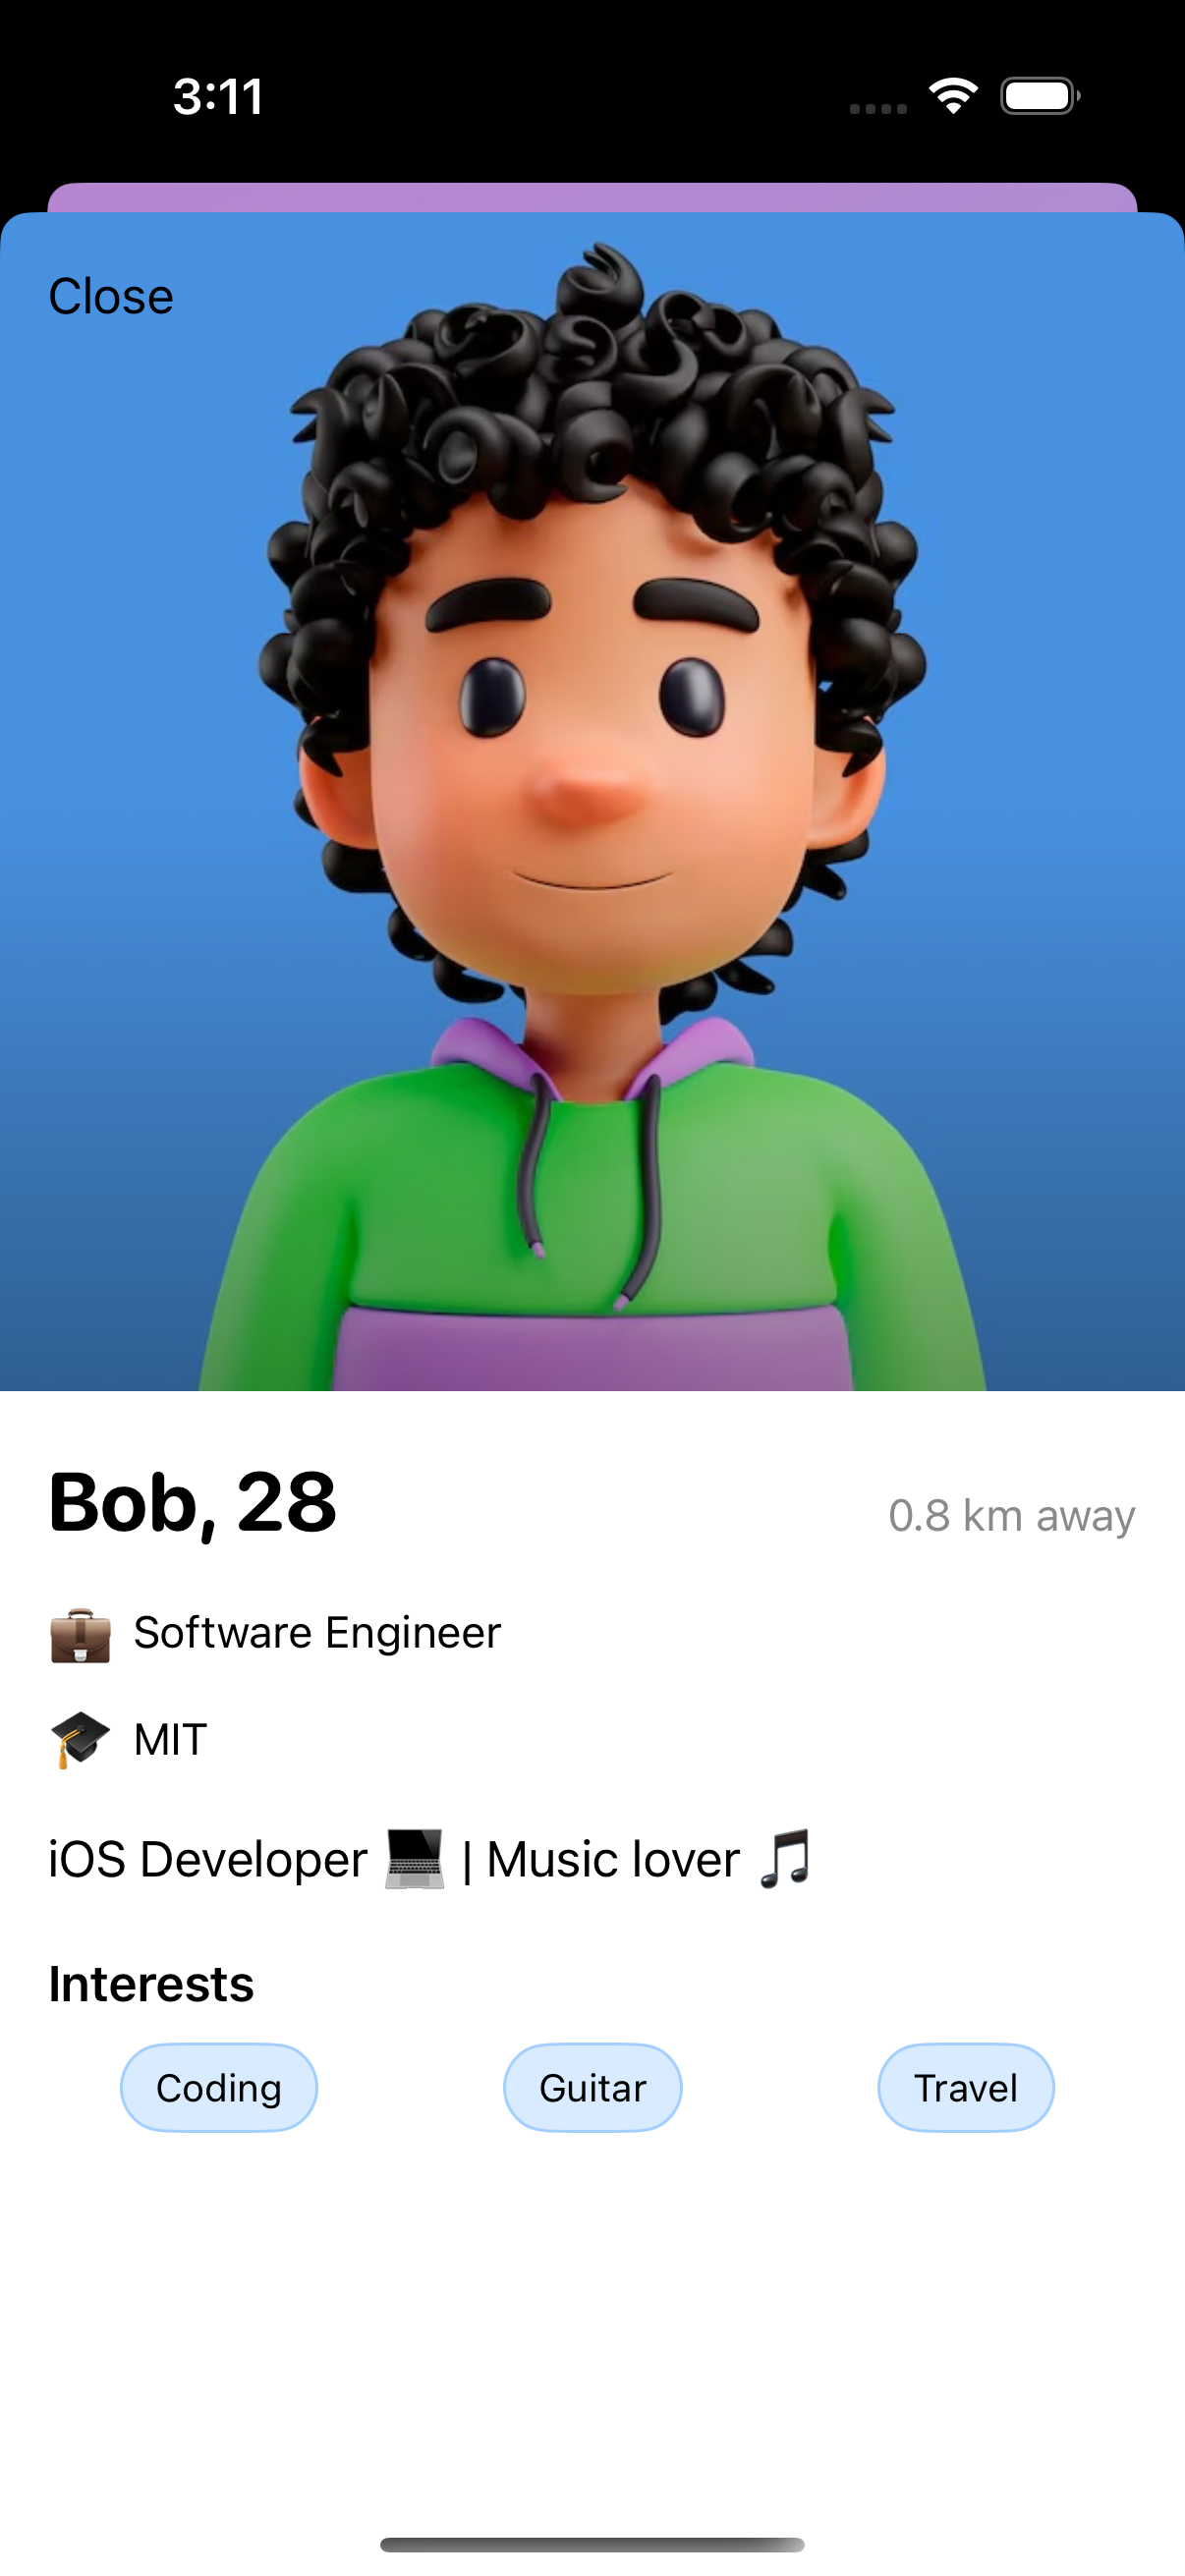 3:11
Close
Bob, 28
0.8 km away
💼 Software Engineer
🎓 MIT
iOS Developer 💻 | Music lover 🎵
Interests
Coding Guitar Travel